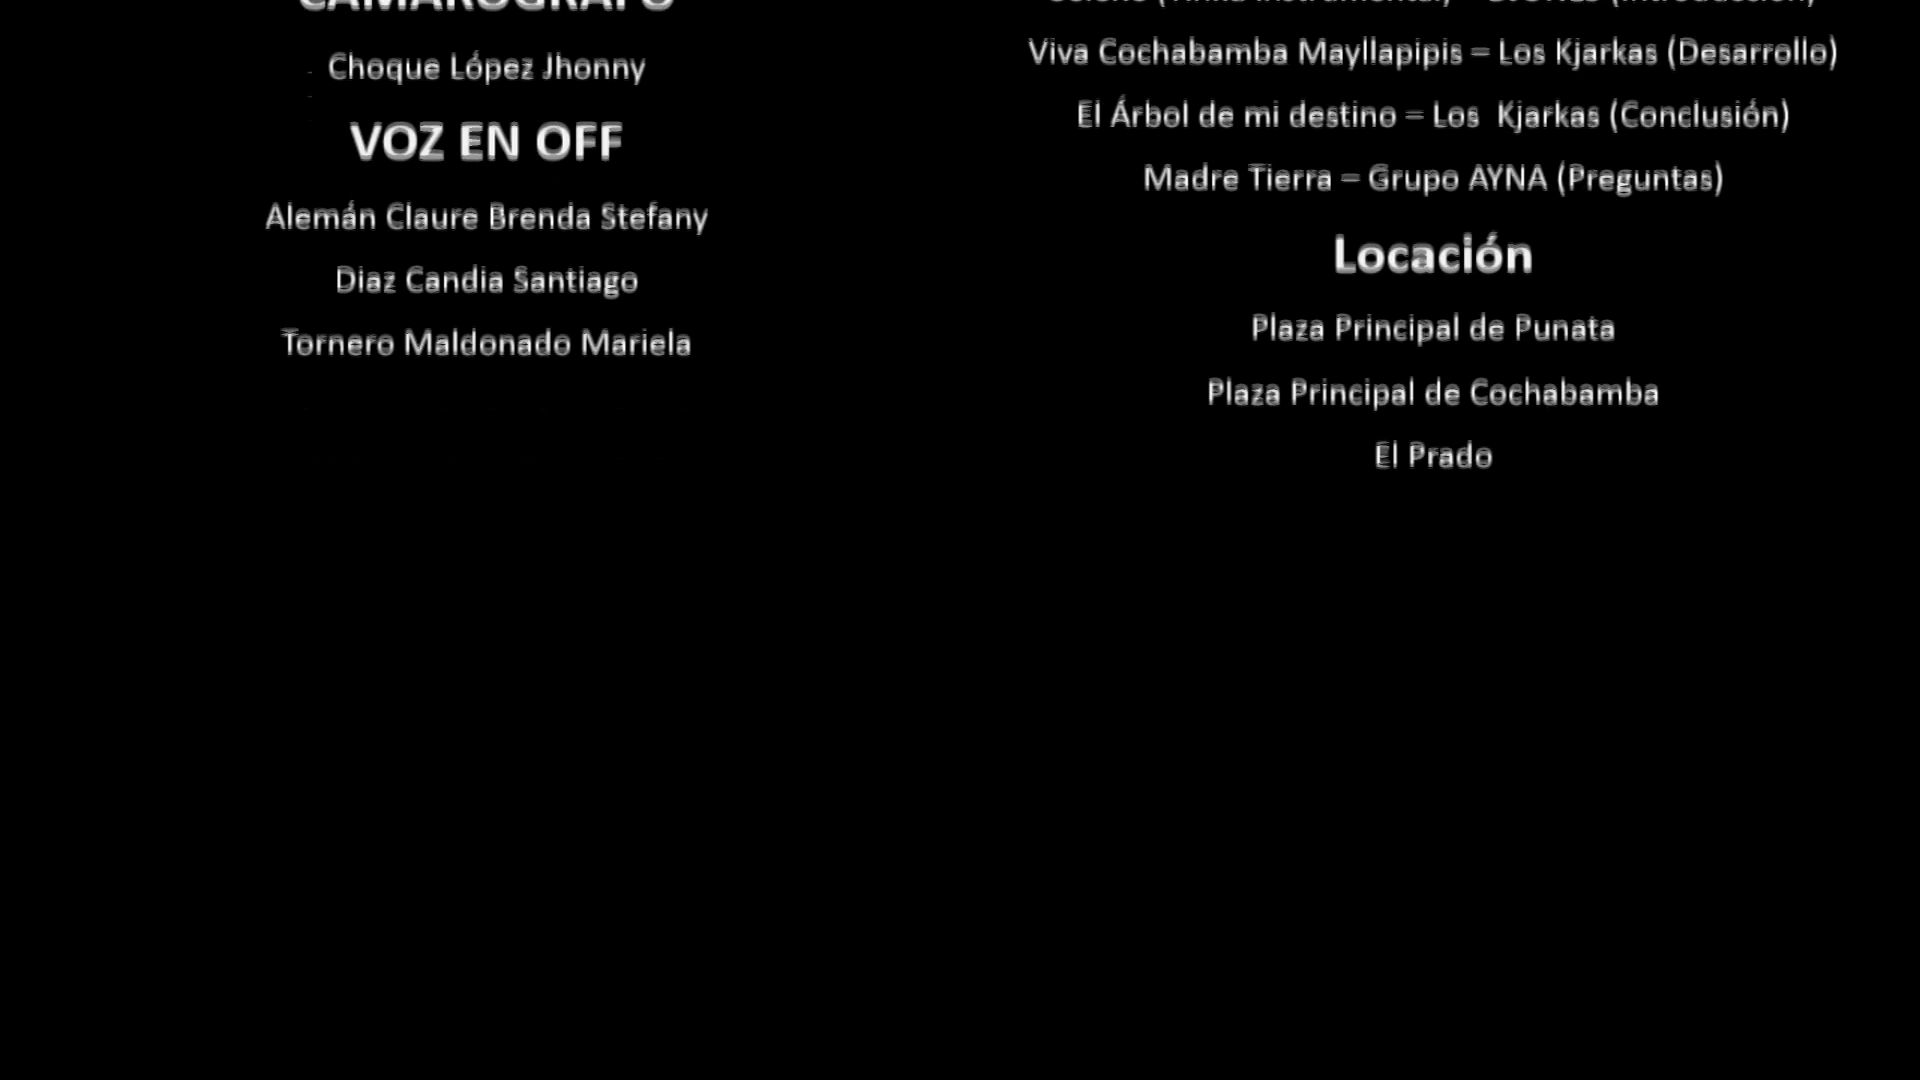 CAMARÓGRAFO
Choque López Jhonny
VOZ EN OFF
Alemán Claure Brenda Stefany
Diaz Candia Santiago
Tornero Maldonado Mariela
Viva Cochabamba Mayllapipis – Los Kjarkas (Desarrollo)
El Árbol de mi destino – Los Kjarkas (Conclusión)
Madre Tierra – Grupo AYNA (Preguntas)
Locación
Plaza Principal de Punata
Plaza Principal de Cochabamba
El Prado